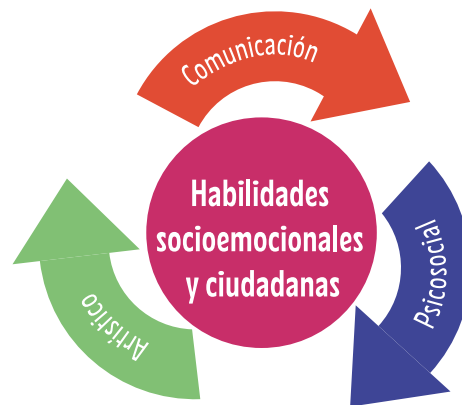 Comunicación
Habilidades
socioemocionales
y ciudadanas
Psicosocial
Artístico